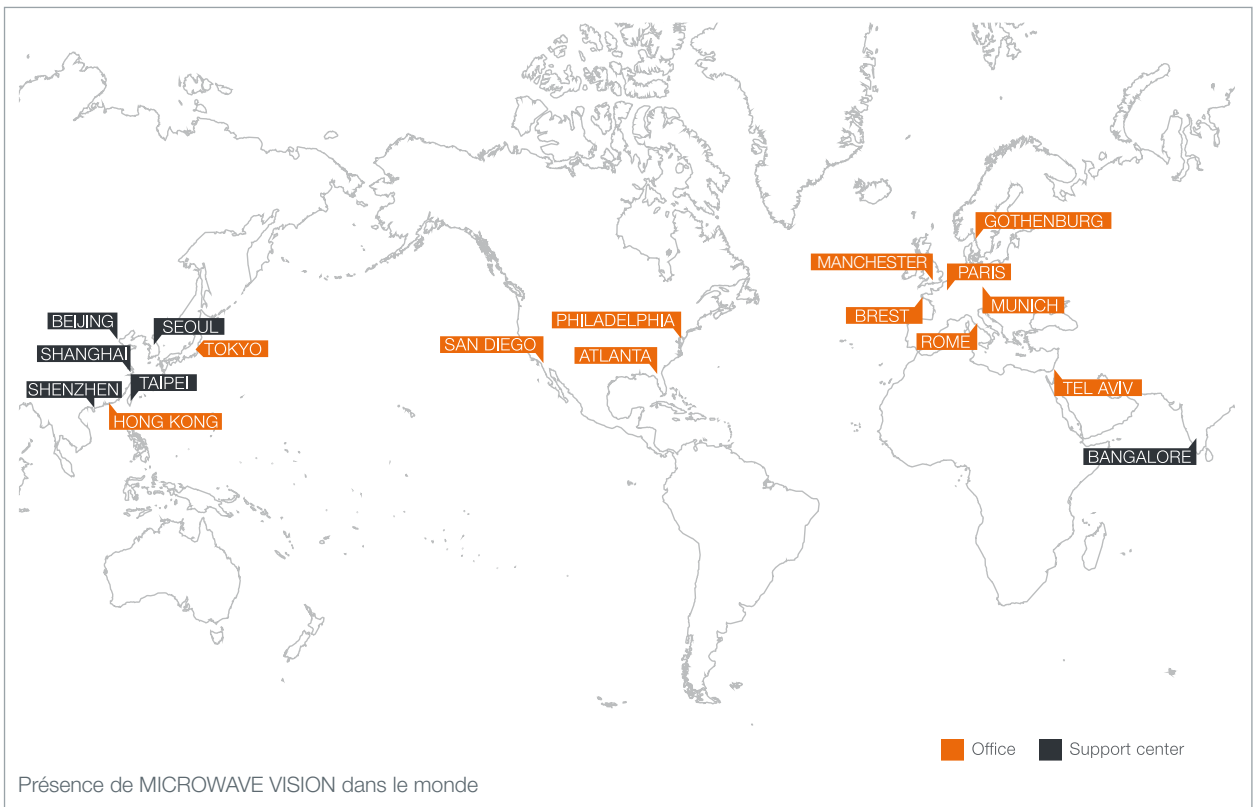 GOTHENBURG
MANCHESTER
PARIS
MUNICH
BREST
ROME
PHILADELPHIA
SAN DIEGO
ATLANTA
BEIJING
SEOUL
SHANGHAI
TOKYO
SHENZHEN
TAIPEI
HONG KONG
TEL AVIV
BANGALORE
Office
Support center
Présence de MICROWAVE VISION dans le monde